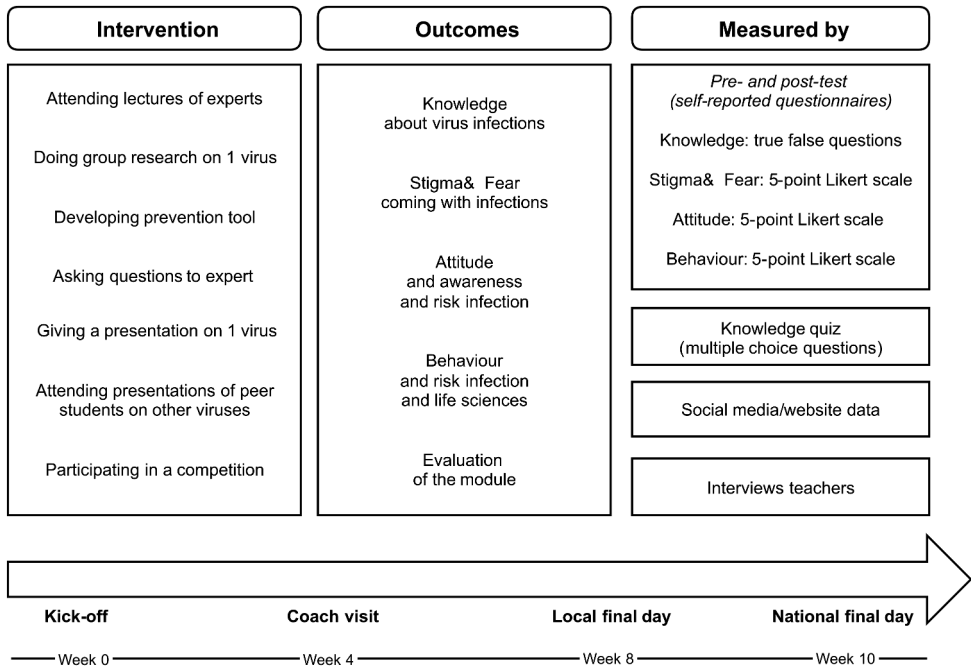 Intervention
Attending lectures of experts
Doing group research on 1 virus
Developing prevention tool
Asking questions to expert
Giving a presentation on 1 virus
Attending presentations of peer
students on other viruses
Participating in a competition
Outcomes
Knowledge
about virus infections
Stigma& Fear
coming with infections
Attitude
and awareness
and risk infection
Behaviour
and risk infection
and life sciences
Evaluation
of the module
Measured by
Pre- and post-test
(self-reported questionnaires)
Knowledge: true false questions
Stigma& Fear: 5-point Likert scale
Attitude: 5-point Likert scale
Behaviour: 5-point Likert scale
Knowledge quiz
(multiple choice questions)
Social media/website data
Interviews teachers
Kick-off
Coach visit
Local final day
National final day
Week 0
Week 4
Week 8
Week 10